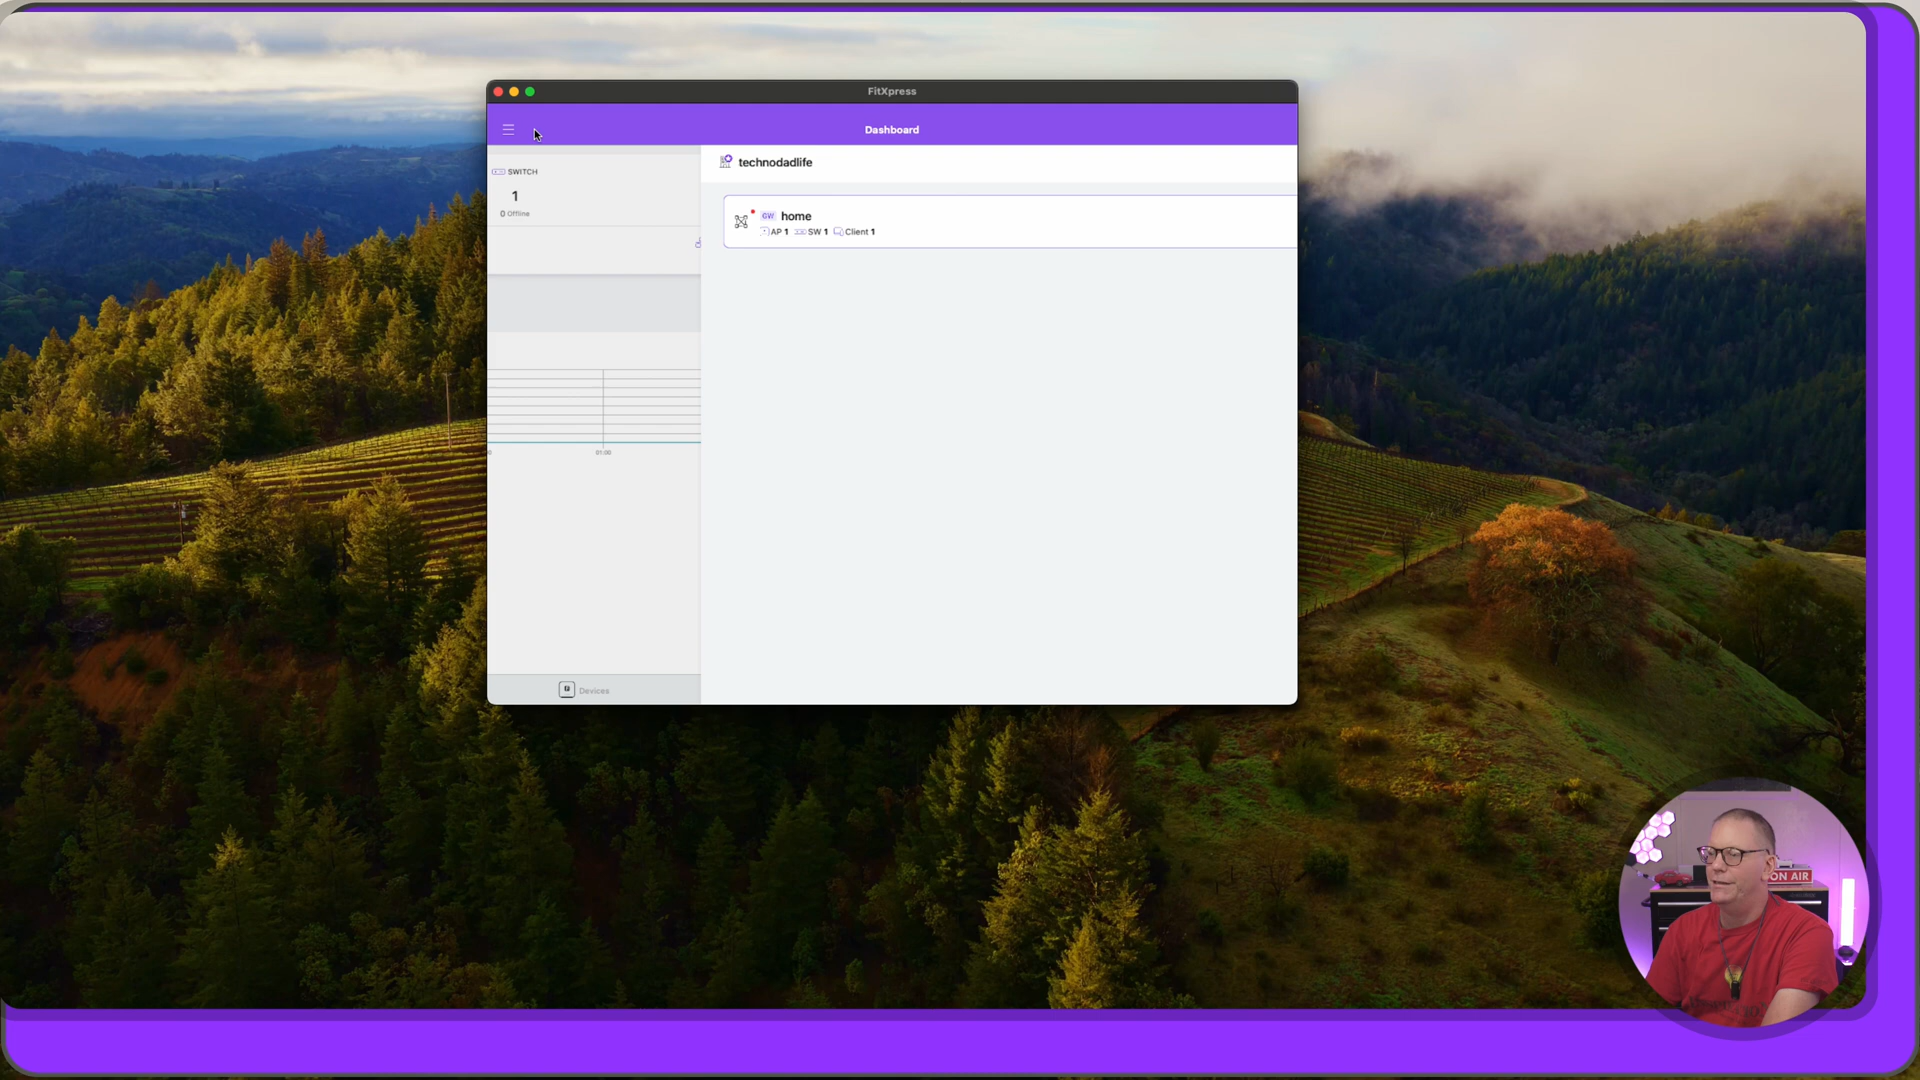 FitXpress
Dashboard
SWITCH
1
0 Offline
01:00
Devices
technodadlife
GW home
AP 1 SW 1 Client 1
ON AIR